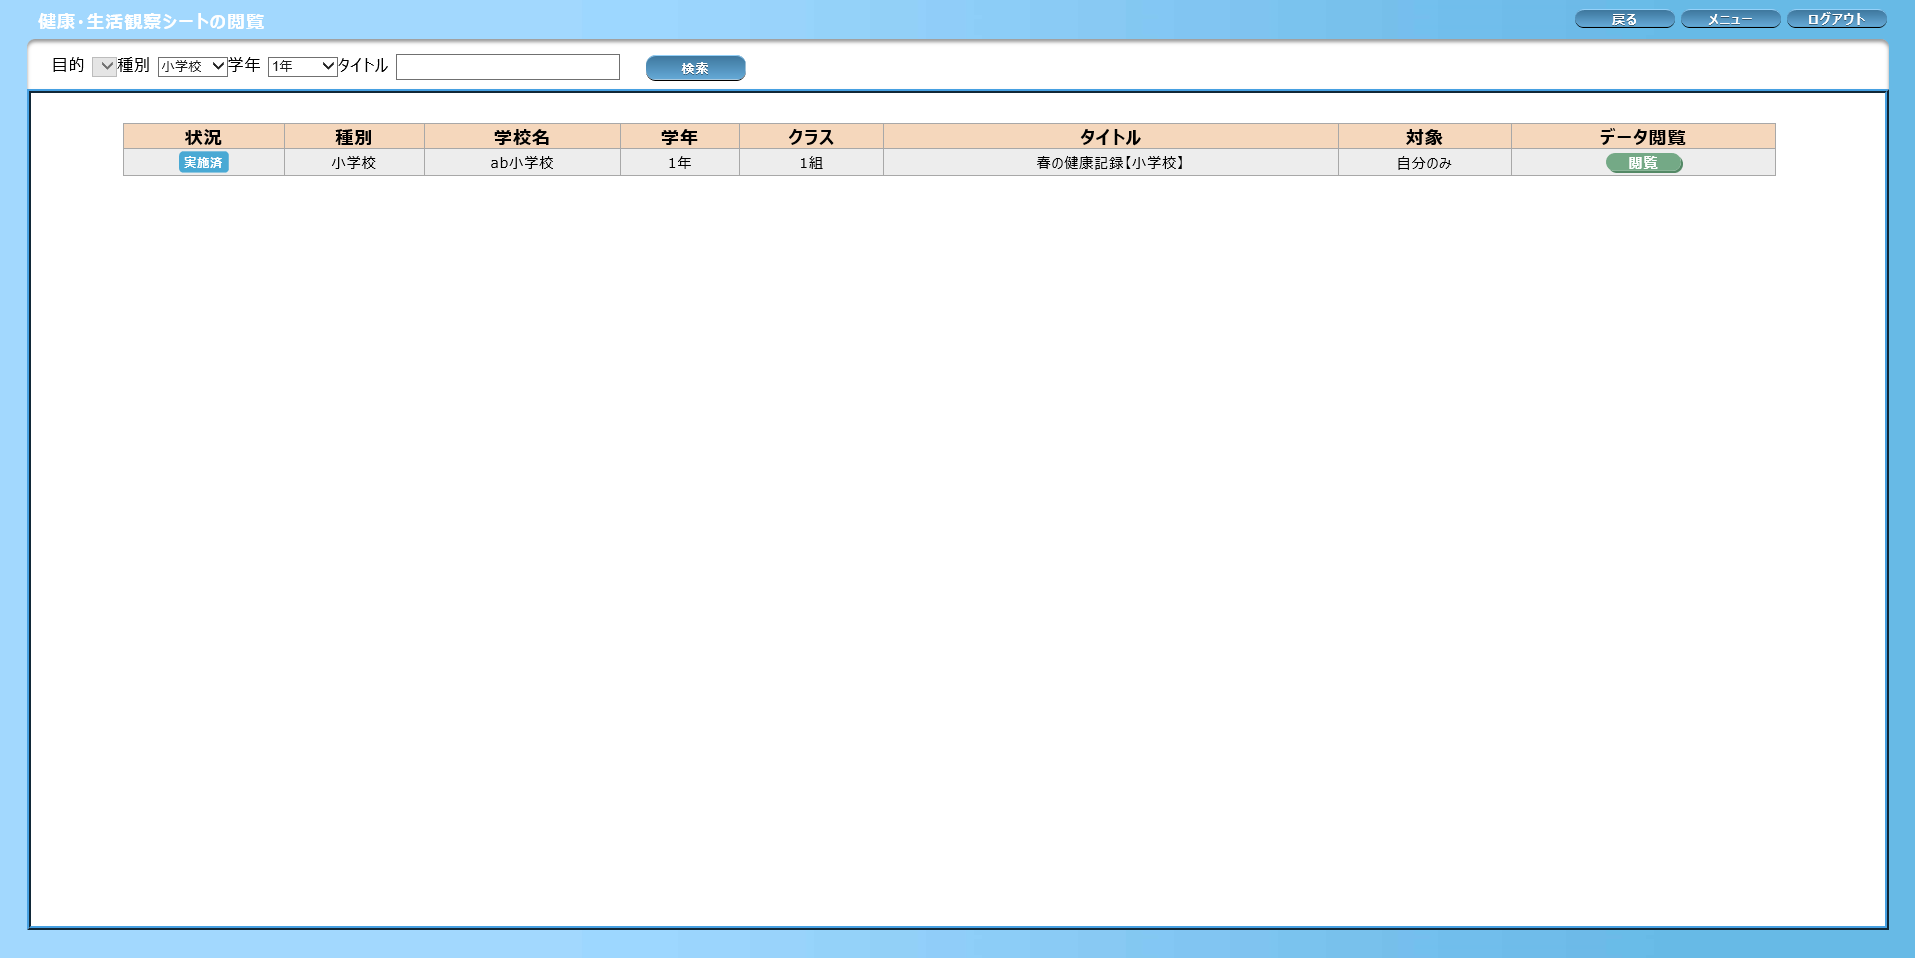 健康・生活観察シートの閲覧
戻る メニュー ログアウト
目的 種別 小学校 学年 1年 タイトル 検索
状況 種別 学校名 学年 クラス タイトル 対象 データ閲覧
実施済 小学校 ab小学校 1年 1組 春の健康記録【小学校】 自分のみ 閲覧